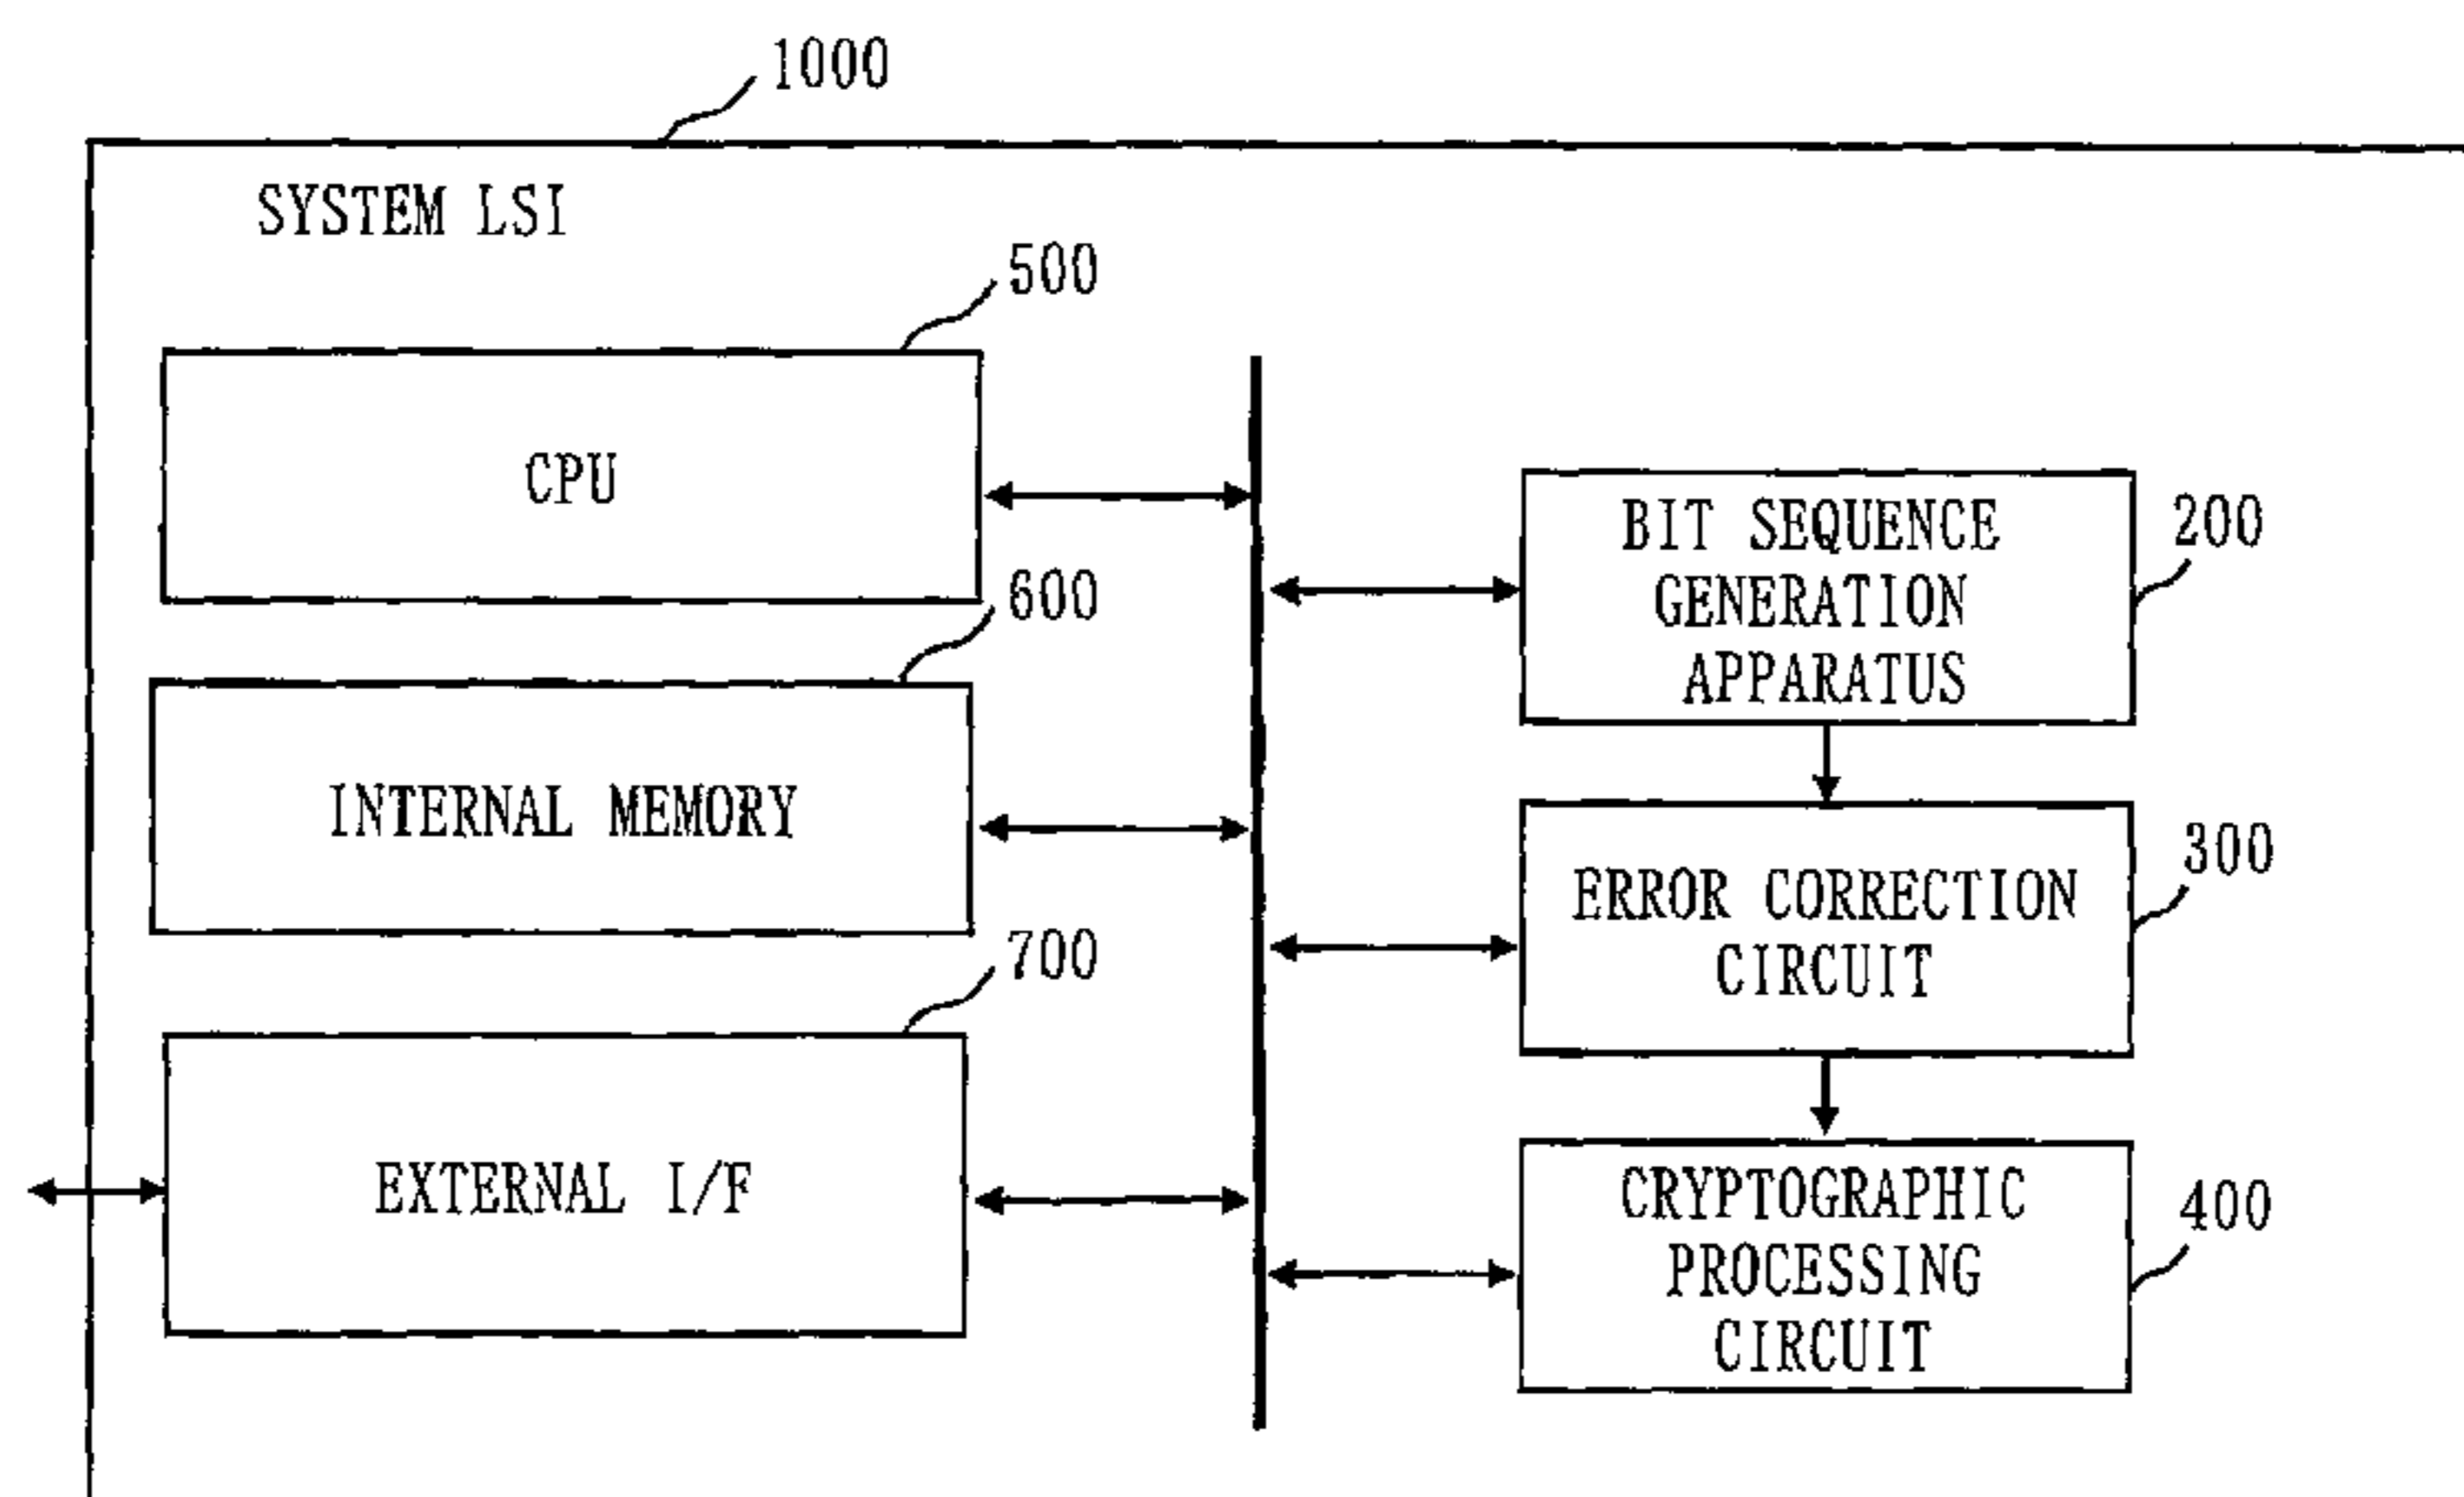 1000
SYSTEM LSI
500
CPU
600
INTERNAL MEMORY
700
EXTERNAL I/F
BIT SEQUENCE
GENERATION
APPARATUS
200
ERROR CORRECTION
CIRCUIT
300
CRYPTOGRAPHIC
PROCESSING
CIRCUIT
400